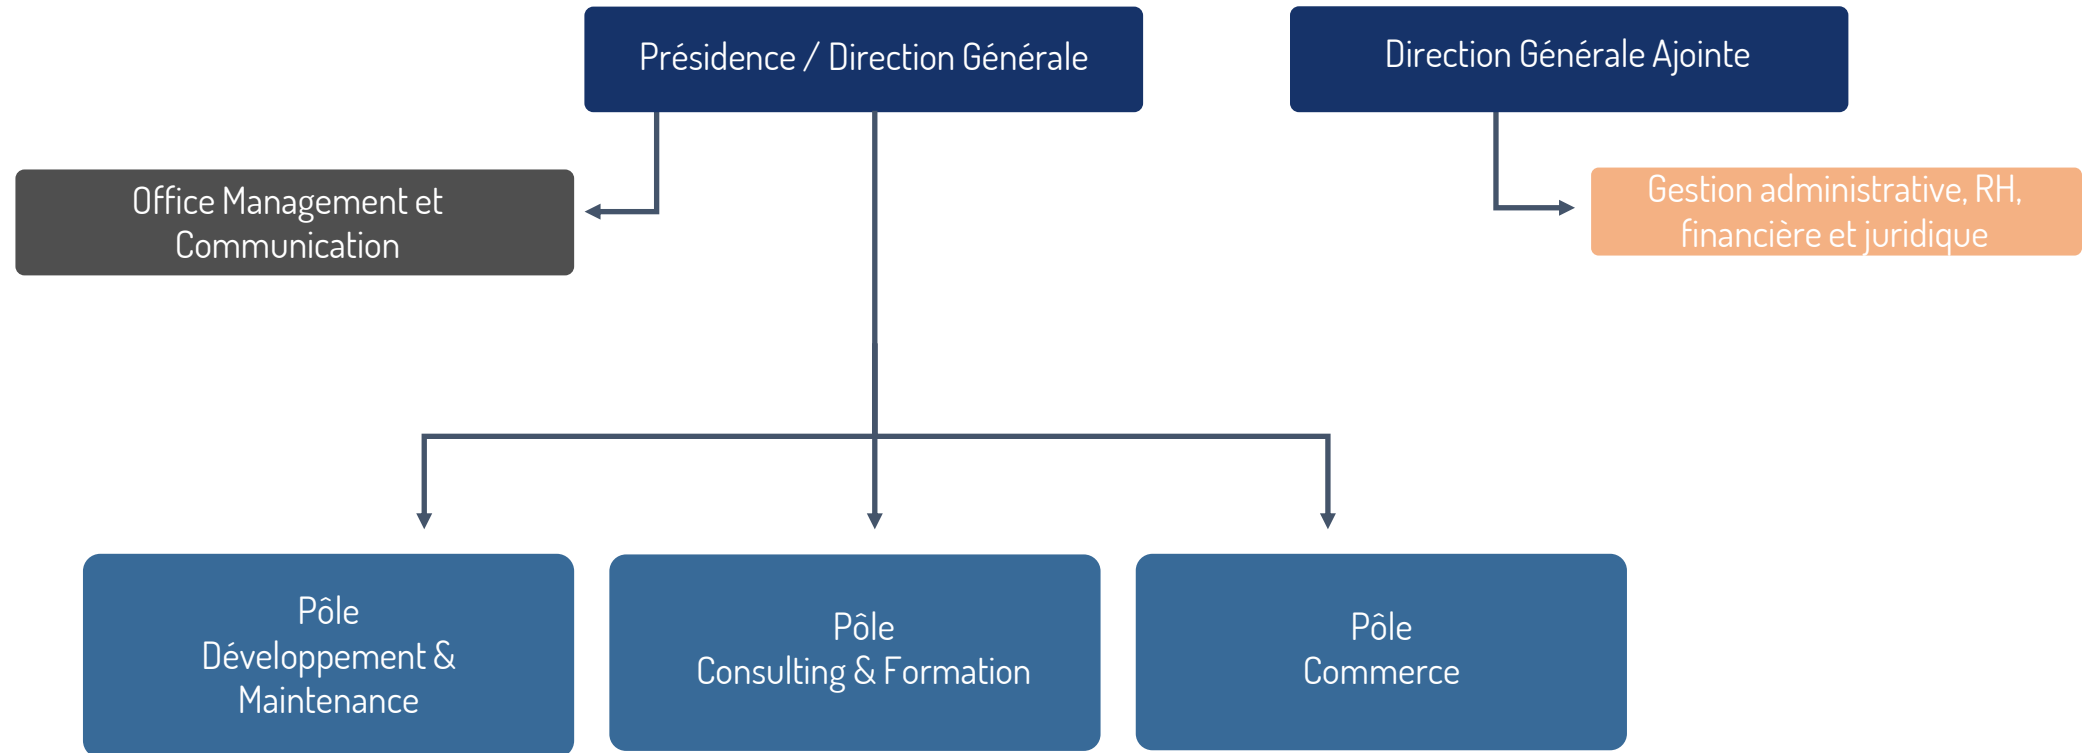 Présidence / Direction Générale
Direction Générale Ajointe
Office Management et
Communication
Gestion administrative, RH,
financière et juridique
Pôle
Développement &
Maintenance
Pôle
Consulting & Formation
Pôle
Commerce